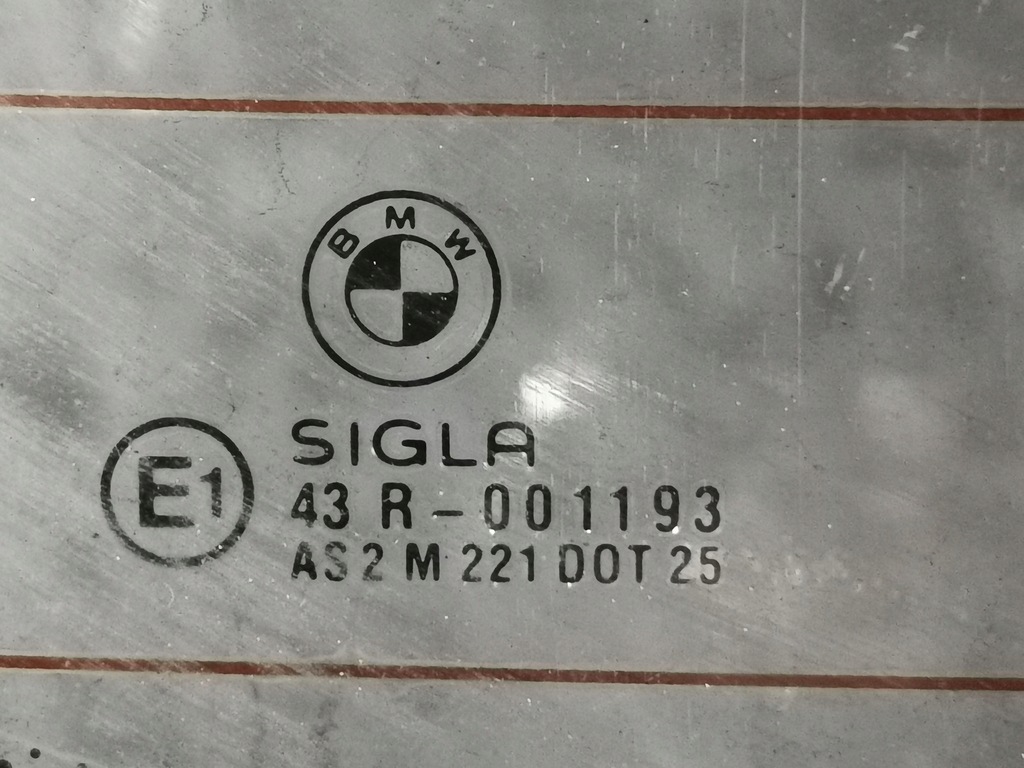 BMW
SIGLA
E1
43 R - 001193
AS2 M 221 DOT 25